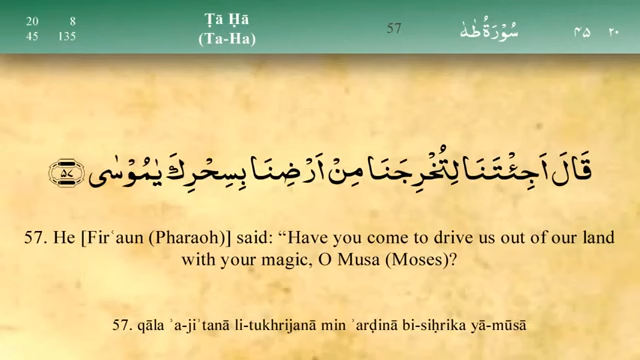 20 8
45 135
Ṭā Ḥā
(Ta-Ha)
57
سُوْرَةُ طٰهٰ
٤٥ ٢٠
قَالَ اَجِئْتَنَا لِتُخْرِجَنَا مِنْ اَرْضِنَا بِسِحْرِكَ يٰمُوْسٰى ٥٧
57. He [Firʿaun (Pharaoh)] said: “Have you come to drive us out of our land
with your magic, O Musa (Moses)?
57. qāla ʾa-jiʾtanā li-tukhrijanā min ʾarḍinā bi-siḥrika yā-mūsā